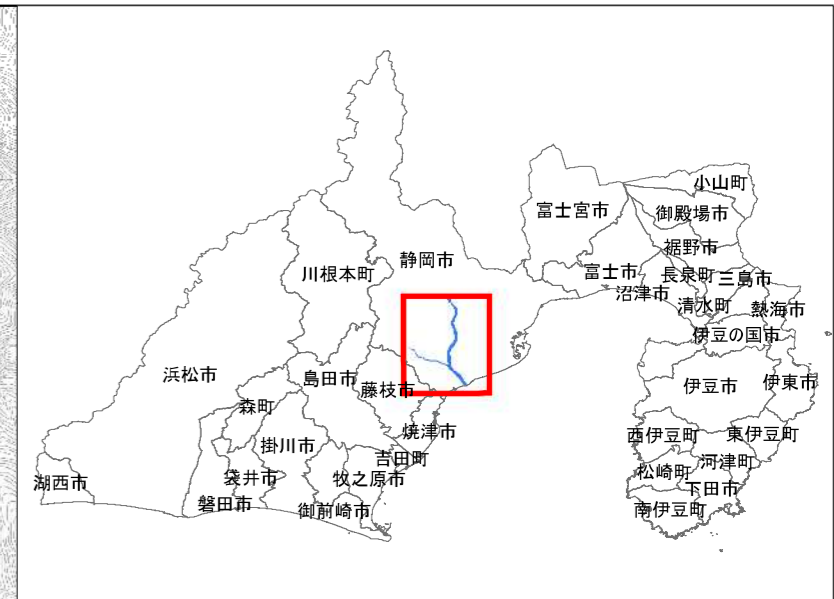 小山町
富士宮市
御殿場市
裾野市
静岡市
川根本町
富士市
長泉町
三島市
沼津市
清水町
熱海市
伊豆の国市
浜松市
島田市
藤枝市
伊豆市
伊東市
森町
焼津市
西伊豆町
東伊豆町
掛川市
吉田町
河津町
湖西市
袋井市
牧之原市
松崎町
下田市
磐田市
御前崎市
南伊豆町